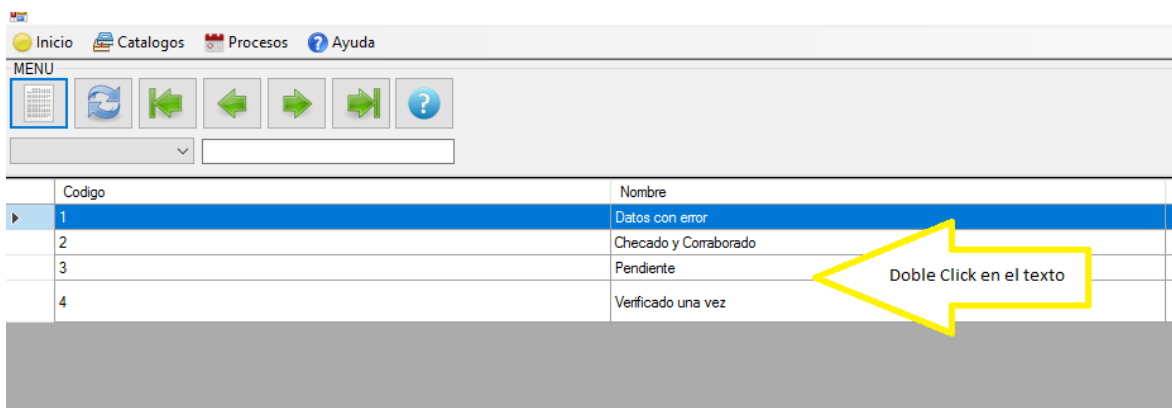 Inicio Catalogos Procesos ? Ayuda
MENU
?
Codigo Nombre
1 Datos con error
2 Checado y Corraborado
3 Pendiente
4 Verificado una vez
Doble Click en el texto